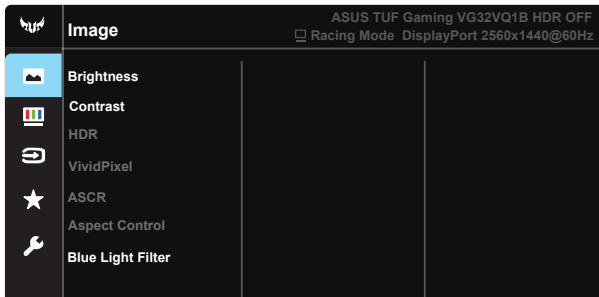 ASUS TUF Gaming VG32VQ1B HDR OFF
Image
Racing Mode DisplayPort 2560x1440@60Hz
Brightness
Contrast
HDR
VividPixel
ASCR
Aspect Control
Blue Light Filter